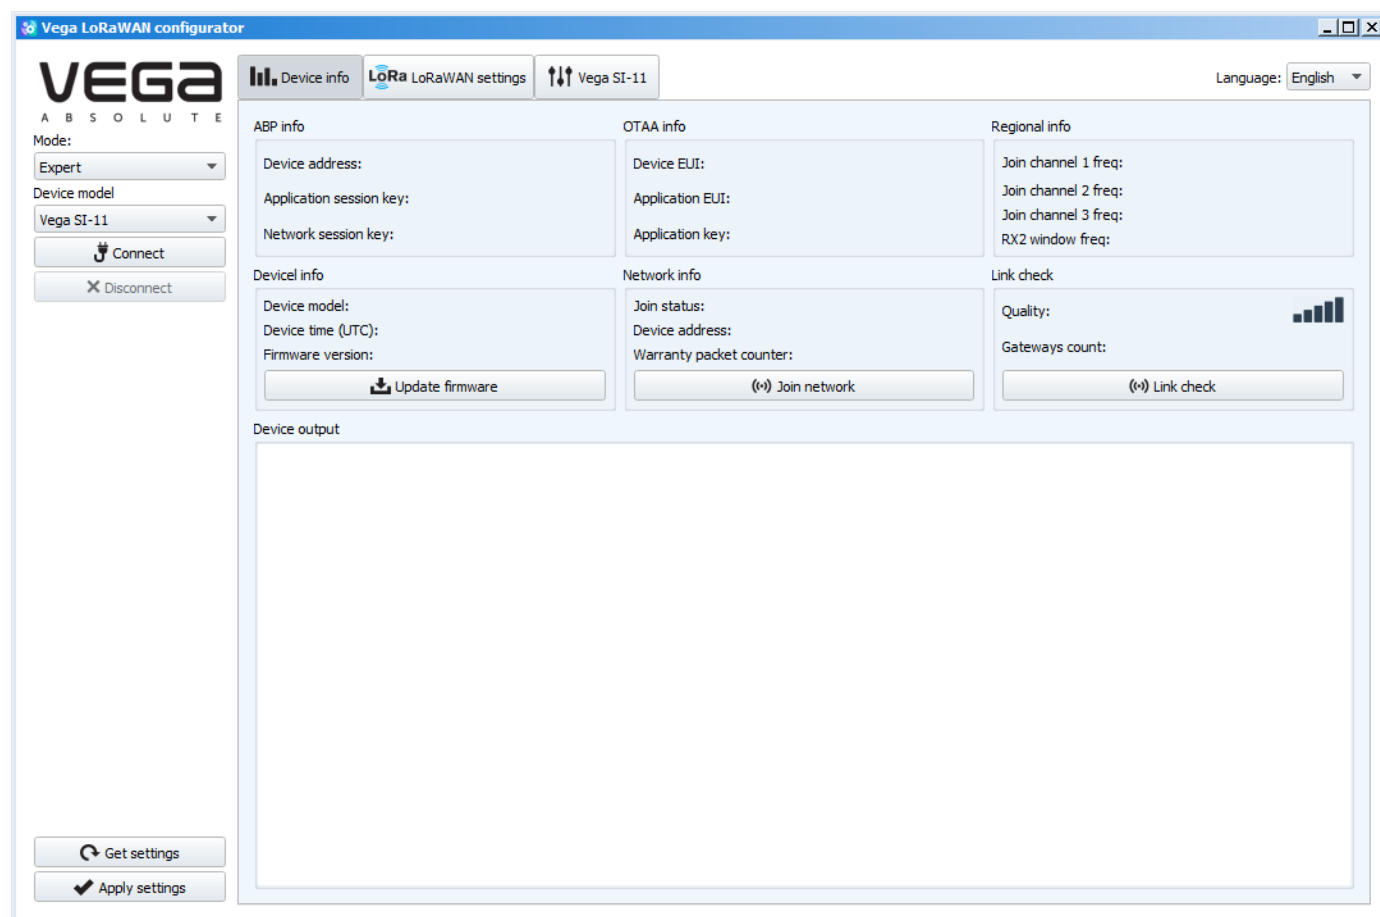 Vega LoRaWAN configurator
VEGA
ABSOLUTE
Mode:
Expert
Device model
Vega SI-11
Connect
Disconnect
Get settings
Apply settings
Device info
LoRa LoRaWAN settings
Vega SI-11
Language: English
ABP info
Device address:
Application session key:
Network session key:
OTAA info
Device EUI:
Application EUI:
Application key:
Regional info
Join channel 1 freq:
Join channel 2 freq:
Join channel 3 freq:
RX2 window freq:
Devicel info
Device model:
Device time (UTC):
Firmware version:
Update firmware
Network info
Join status:
Device address:
Warranty packet counter:
Join network
Link check
Quality:
Gateways count:
Link check
Device output